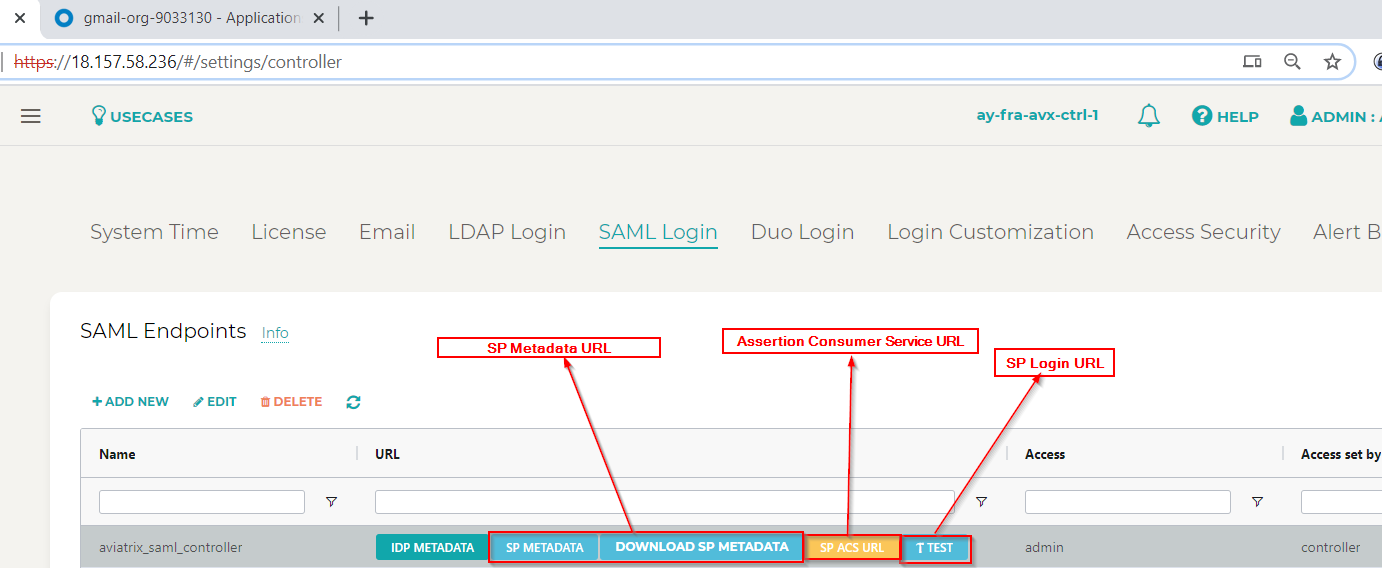 gmail-org-9033130 - Application
https://18.157.58.236/#/settings/controller
USECASES
ay-fra-avx-ctrl-1
HELP
ADMIN :
System Time License Email LDAP Login SAML Login Duo Login Login Customization Access Security Alert B
SAML Endpoints Info
SP Metadata URL
Assertion Consumer Service URL
SP Login URL
+ ADD NEW EDIT DELETE
Name URL Access Access set by
aviatrix_saml_controller IDP METADATA SP METADATA DOWNLOAD SP METADATA SP ACS URL TEST admin controller